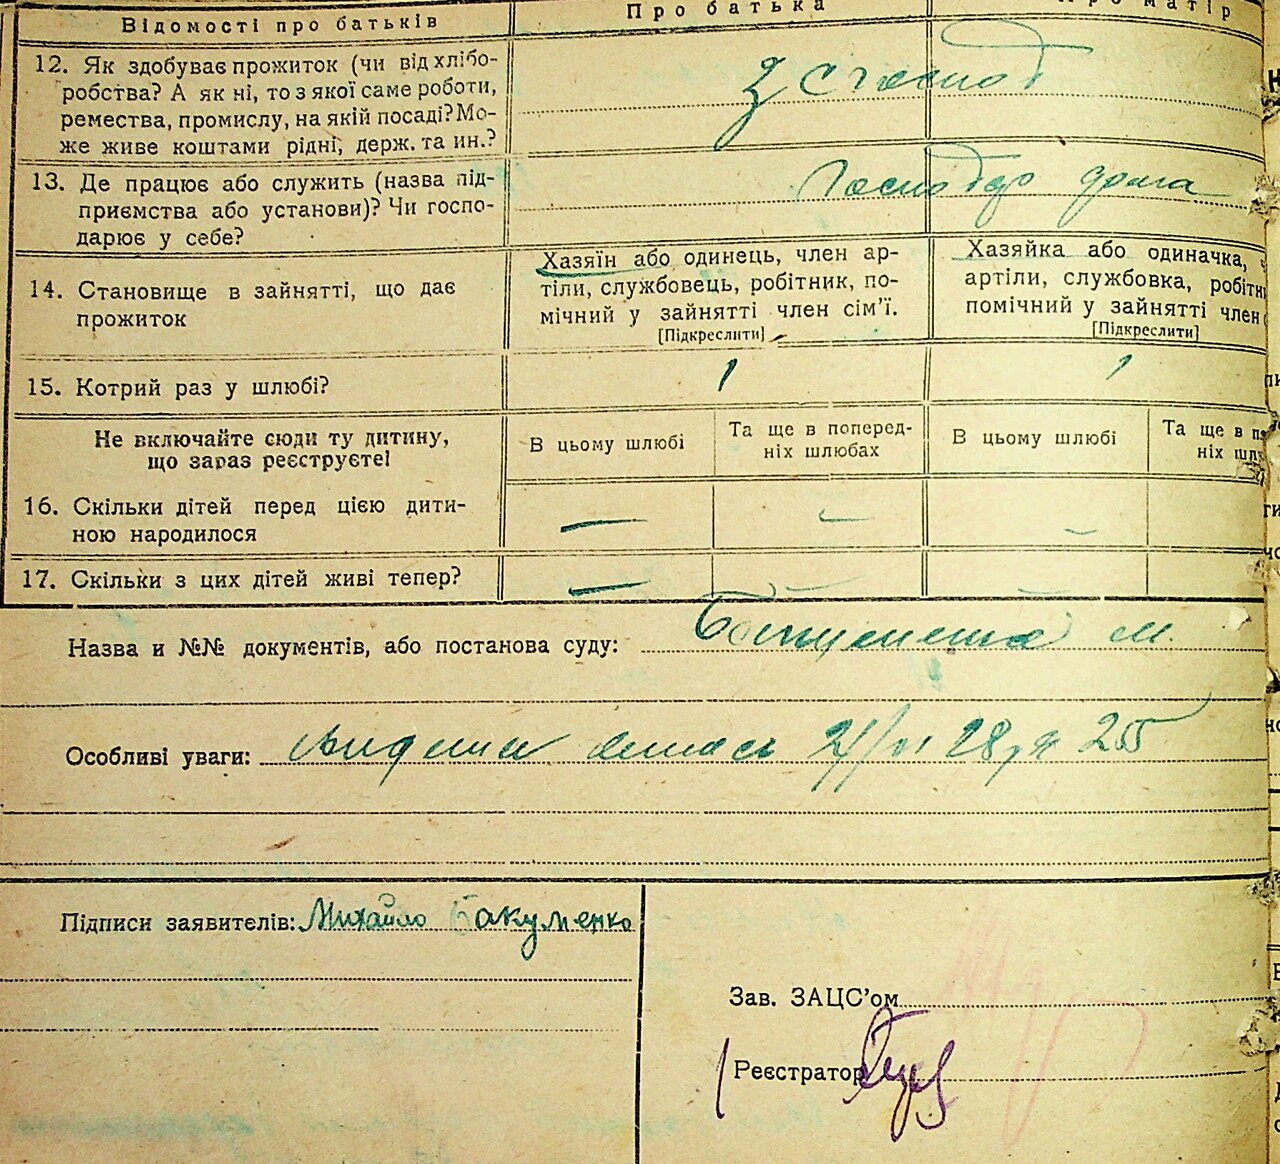 Відомості про батьків
Про батька
Про матір
12. Як здобуває прожиток (чи від хлібо-
робства? А як ні, то з якої саме роботи,
ремества, промислу, на якій посаді? Мо-
же живе коштами рідні, держ. та ин.?
З с господ
13. Де працює або служить (назва під-
приємства або установи)? Чи госпо-
дарює у себе?
14. Становище в зайнятті, що дає
прожиток
Хазяїн або одинець, член ар-
тіли, службовець, робітник, по-
мічний у зайнятті член сім'ї.
[Підкреслити]
Хазяйка або одиначка,
артіли, службовка, робітн
помічний у зайнятті член
[Підкреслити]
15. Котрий раз у шлюбі?
1
1
Не включайте сюди ту дитину,
що зараз реєструєте!
В цьому шлюбі
Та ще в поперед-
ніх шлюбах
В цьому шлюбі
Та ще в п
ніх шл
16. Скільки дітей перед цією дити-
ною народилося
— — —
17. Скільки з цих дітей живі тепер?
— — —
Назва и №№ документів, або постанова суду:
м.
Особливі уваги:
28 р №
Підписи заявителів: Михайло Бакуменко
Зав. ЗАЦС'ом
Реєстратор